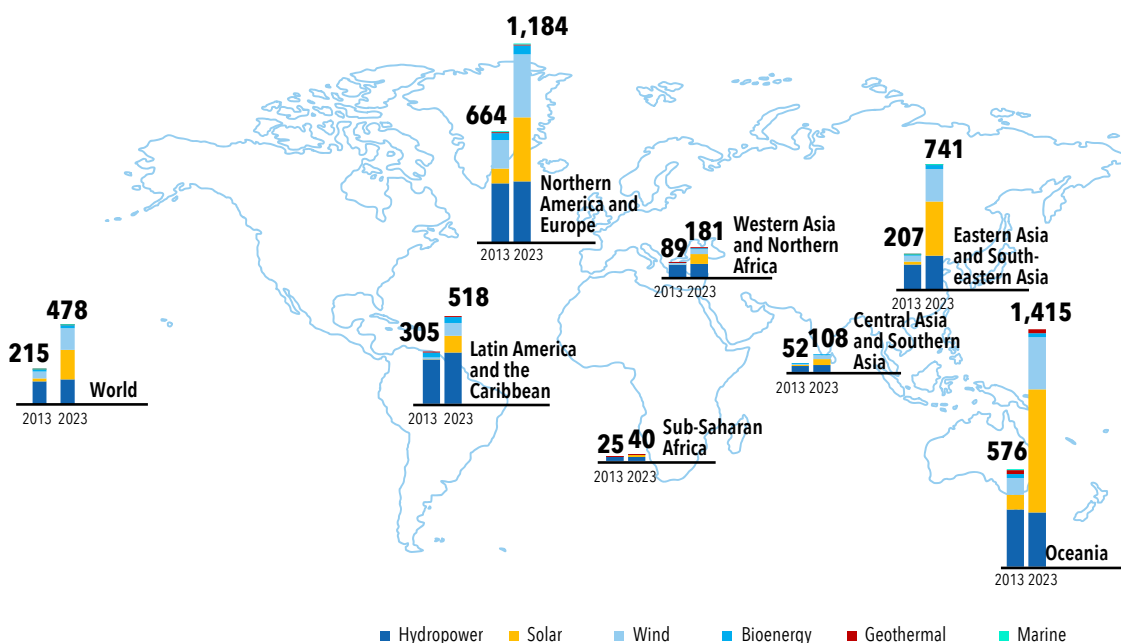 1,184
664
Northern
America and
Europe
2013 2023
89 181
Western Asia
and Northern
Africa
2013 2023
741
207
Eastern Asia
and South-
eastern Asia
2013 2023
478
215
World
2013 2023
518
305
Latin America
and the
Caribbean
2013 2023
52 108
Central Asia
and Southern
Asia
2013 2023
25 40
Sub-Saharan
Africa
2013 2023
1,415
576
Oceania
2013 2023
Hydropower Solar Wind Bioenergy Geothermal Marine